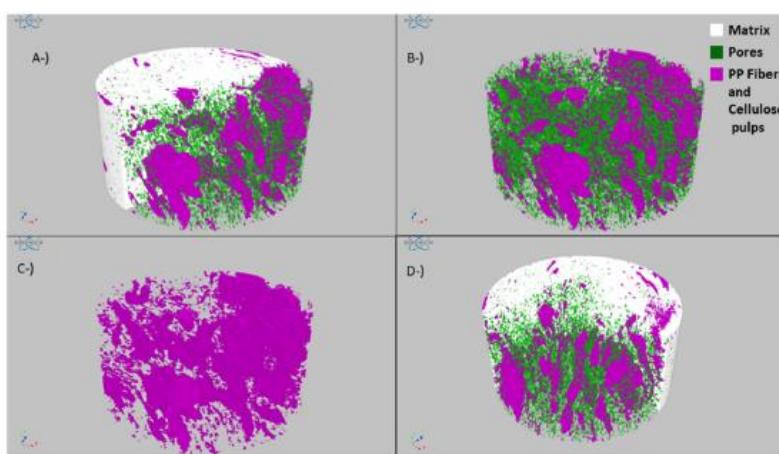 A-)
B-)
Matrix
Pores
PP Fiber
and
Cellulose
pulps
C-)
D-)